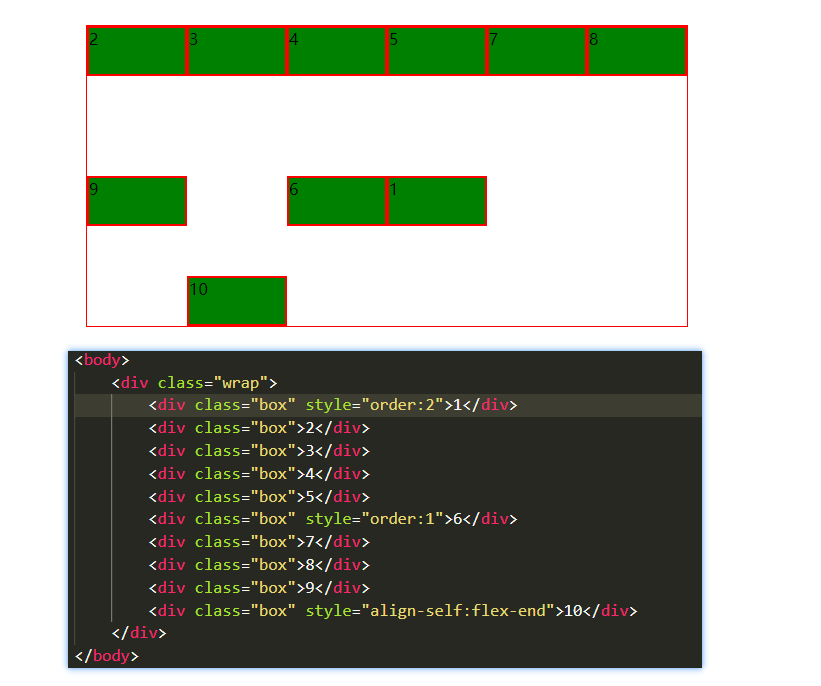 2 3 4 5 7 8
9 6 1
10
<body>
<div class="wrap">
<div class="box" style="order:2">1</div>
<div class="box">2</div>
<div class="box">3</div>
<div class="box">4</div>
<div class="box">5</div>
<div class="box" style="order:1">6</div>
<div class="box">7</div>
<div class="box">8</div>
<div class="box">9</div>
<div class="box" style="align-self:flex-end">10</div>
</div>
</body>